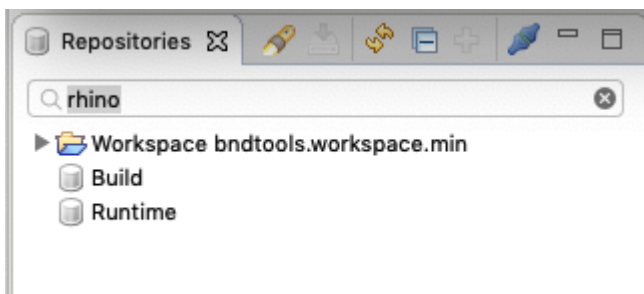 Repositories
rhino
Workspace bndtools.workspace.min
Build
Runtime